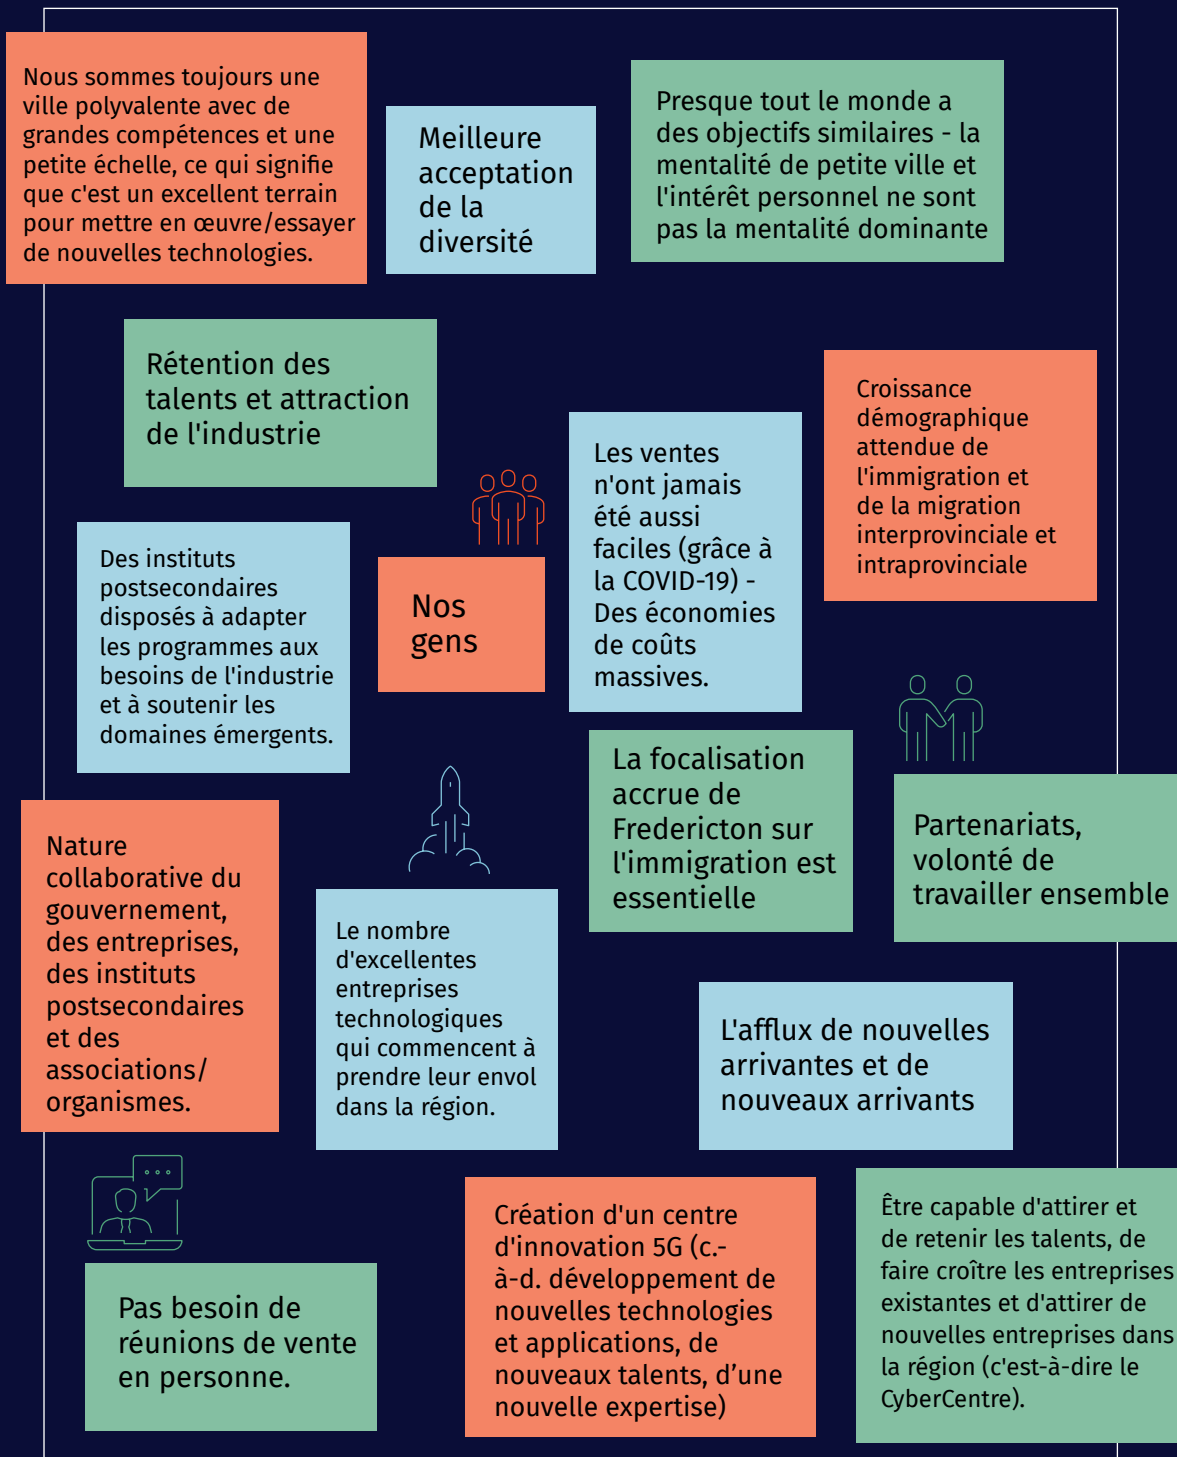 Nous sommes toujours une
ville polyvalente avec de
grandes compétences et une
petite échelle, ce qui signifie
que c'est un excellent terrain
pour mettre en œuvre/essayer
de nouvelles technologies.
Meilleure
acceptation
de la
diversité
Presque tout le monde a
des objectifs similaires - la
mentalité de petite ville et
l'intérêt personnel ne sont
pas la mentalité dominante
Rétention des
talents et attraction
de l'industrie
Croissance
démographique
attendue de
l'immigration et
de la migration
interprovinciale et
intraprovinciale
Les ventes
n'ont jamais
été aussi
faciles (grâce à
la COVID-19) -
Des économies
de coûts
massives.
Des instituts
postsecondaires
disposés à adapter
les programmes aux
besoins de l'industrie
et à soutenir les
domaines émergents.
Nos
gens
La focalisation
accrue de
Fredericton sur
l'immigration est
essentielle
Partenariats,
volonté de
travailler ensemble
Nature
collaborative du
gouvernement,
des entreprises,
des instituts
postsecondaires
et des
associations/
organismes.
Le nombre
d'excellentes
entreprises
technologiques
qui commencent à
prendre leur envol
dans la région.
L'afflux de nouvelles
arrivantes et de
nouveaux arrivants
Pas besoin de
réunions de vente
en personne.
Création d'un centre
d'innovation 5G (c.-
à-d. développement de
nouvelles technologies
et applications, de
nouveaux talents, d’une
nouvelle expertise)
Être capable d'attirer et
de retenir les talents, de
faire croître les entreprises
existantes et d'attirer de
nouvelles entreprises dans
la région (c'est-à-dire le
CyberCentre).